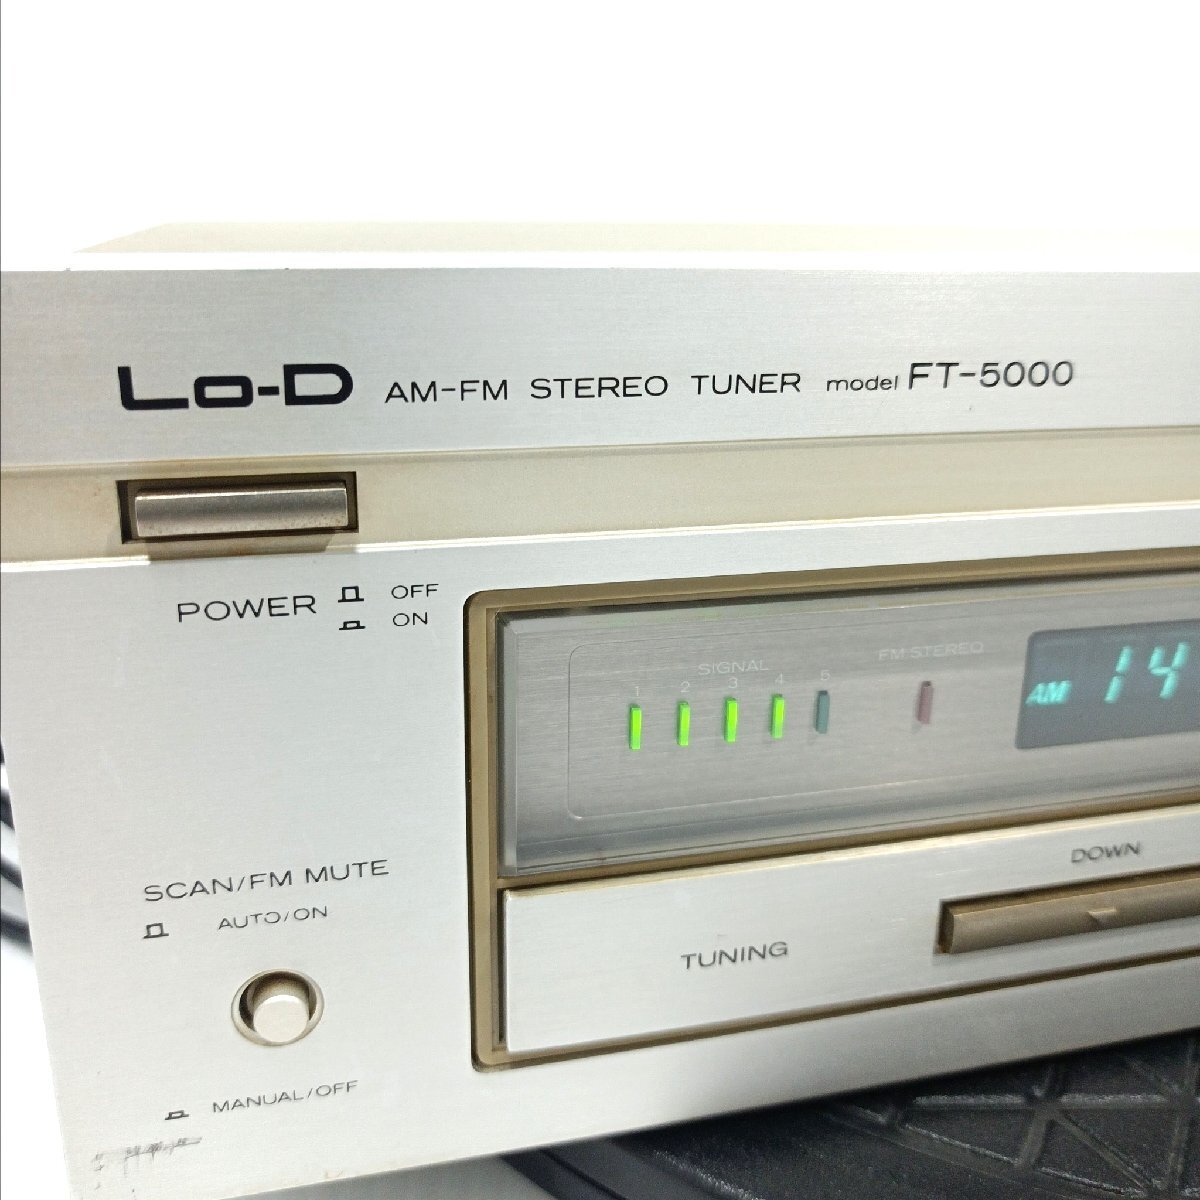 Lo-D AM-FM STEREO TUNER model FT-5000
POWER OFF
ON
SIGNAL FM STEREO
1 2 3 4 5
AM 14
SCAN/FM MUTE
AUTO/ON
DOWN
TUNING
MANUAL/OFF